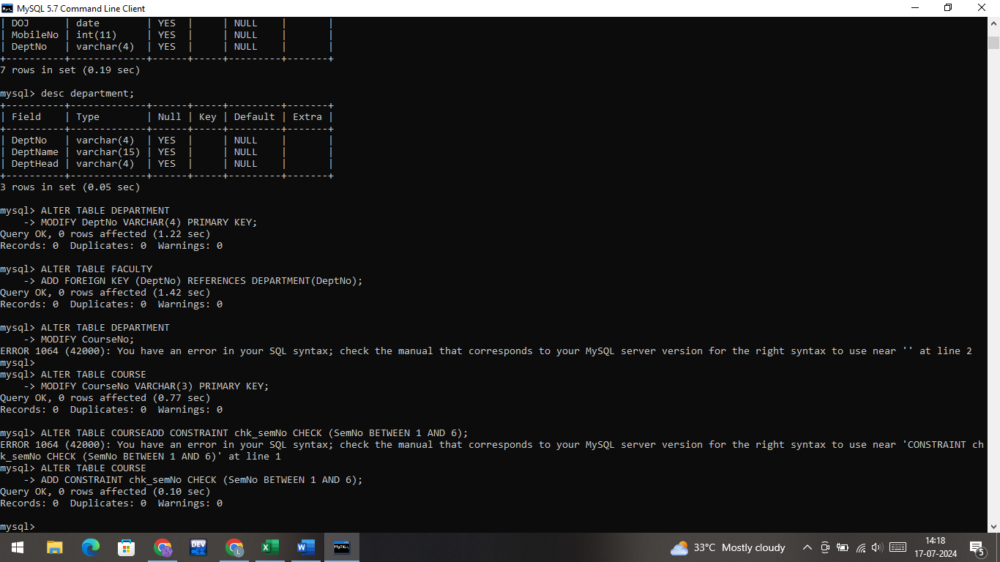 MySQL 5.7 Command Line Client
| DOJ      | date        | YES  |     | NULL    |       |
| MobileNo | int(11)     | YES  |     | NULL    |       |
| DeptNo   | varchar(4)  | YES  |     | NULL    |       |
+----------+-------------+------+-----+---------+-------+
7 rows in set (0.19 sec)
mysql> desc department;
+----------+-------------+------+-----+---------+-------+
| Field    | Type        | Null | Key | Default | Extra |
+----------+-------------+------+-----+---------+-------+
| DeptNo   | varchar(4)  | YES  |     | NULL    |       |
| DeptName | varchar(15) | YES  |     | NULL    |       |
| DeptHead | varchar(4)  | YES  |     | NULL    |       |
+----------+-------------+------+-----+---------+-------+
3 rows in set (0.05 sec)
mysql> ALTER TABLE DEPARTMENT
    -> MODIFY DeptNo VARCHAR(4) PRIMARY KEY;
Query OK, 0 rows affected (1.22 sec)
Records: 0  Duplicates: 0  Warnings: 0
mysql> ALTER TABLE FACULTY
    -> ADD FOREIGN KEY (DeptNo) REFERENCES DEPARTMENT(DeptNo);
Query OK, 0 rows affected (1.42 sec)
Records: 0  Duplicates: 0  Warnings: 0
mysql> ALTER TABLE DEPARTMENT
    -> MODIFY CourseNo;
ERROR 1064 (42000): You have an error in your SQL syntax; check the manual that corresponds to your MySQL server version for the right syntax to use near '' at line 2
mysql>
mysql> ALTER TABLE COURSE
    -> MODIFY CourseNo VARCHAR(3) PRIMARY KEY;
Query OK, 0 rows affected (0.77 sec)
Records: 0  Duplicates: 0  Warnings: 0
mysql> ALTER TABLE COURSEADD CONSTRAINT chk_semNo CHECK (SemNo BETWEEN 1 AND 6);
ERROR 1064 (42000): You have an error in your SQL syntax; check the manual that corresponds to your MySQL server version for the right syntax to use near 'CONSTRAINT ch
k_semNo CHECK (SemNo BETWEEN 1 AND 6)' at line 1
mysql> ALTER TABLE COURSE
    -> ADD CONSTRAINT chk_semNo CHECK (SemNo BETWEEN 1 AND 6);
Query OK, 0 rows affected (0.10 sec)
Records: 0  Duplicates: 0  Warnings: 0
mysql>
DEV
L
33°C Mostly cloudy
14:18
17-07-2024
5